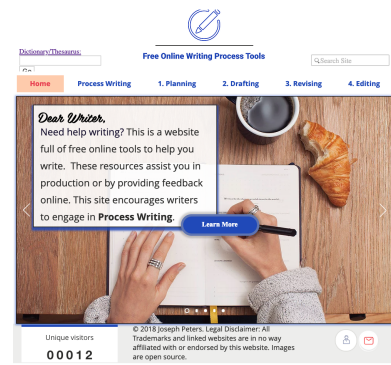 Dictionary/Thesaurus:
Go
Free Online Writing Process Tools
Search Site
Home Process Writing 1. Planning 2. Drafting 3. Revising 4. Editing
Dear Writer,
Need help writing? This is a website
full of free online tools to help you
write. These resources assist you in
production or by providing feedback
online. This site encourages writers
to engage in Process Writing.
Learn More
Unique visitors
00012
© 2018 Joseph Peters. Legal Disclaimer: All
Trademarks and linked
websites are in no way
affiliated with or endorsed by this website. Images
are open source.